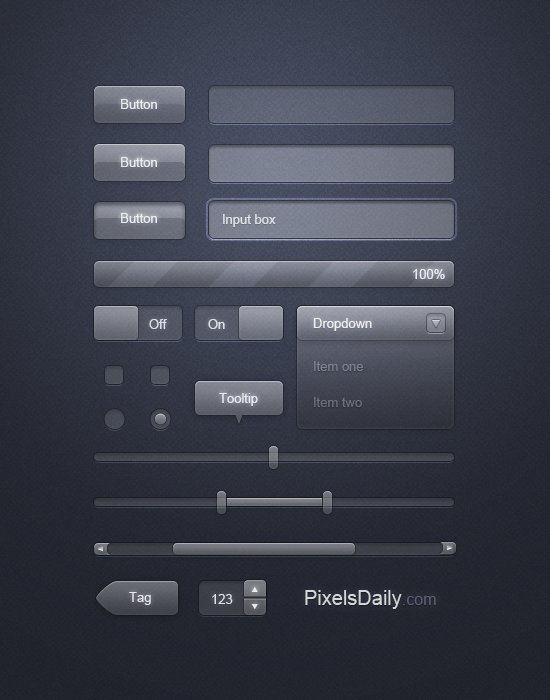 Button
Button
Button
Input box
100%
Off
On
Dropdown
Item one
Item two
Tooltip
Tag
123
PixelsDaily.com